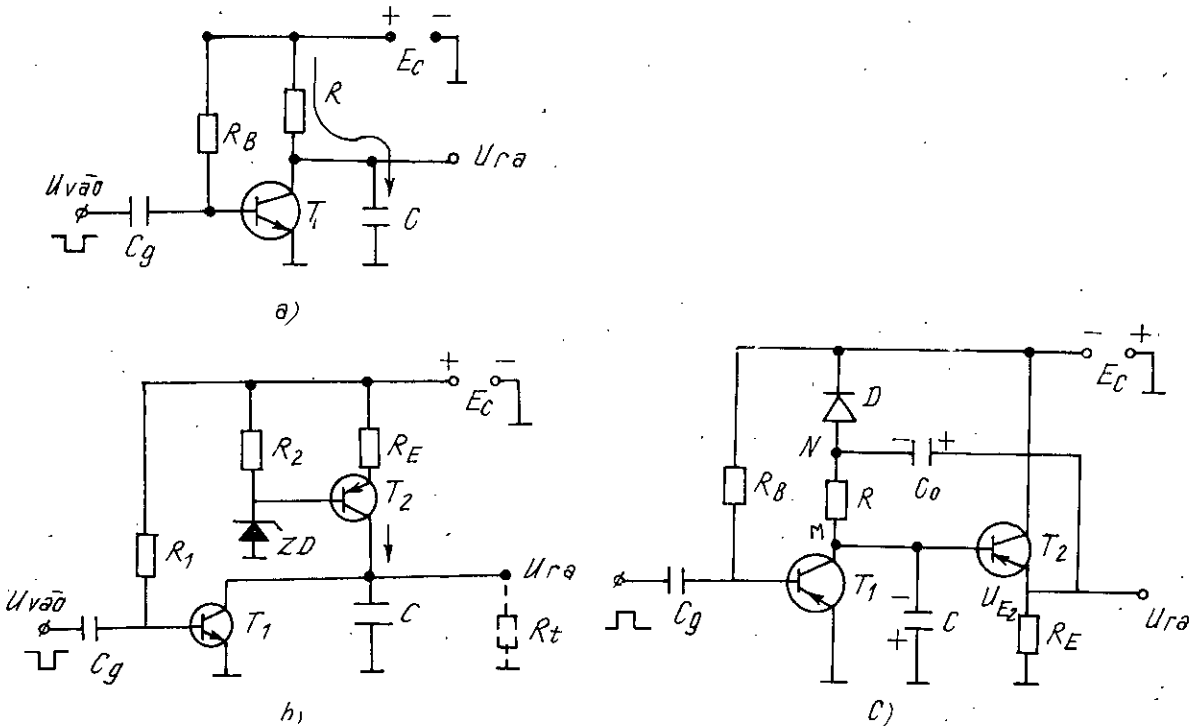 + -
E_C
R
R_B
U_ra
U_vào
T_1
C
C_g
a)
+ -
E_C
R_2
R_E
T_2
ZD
R_1
U_ra
U_vào
T_1
C
R_t
C_g
b)
- +
E_C
D
N
- +
C_0
R_B
R
M
T_2
T_1
-
C
+
U_E2
U_ra
C_g
R_E
C)